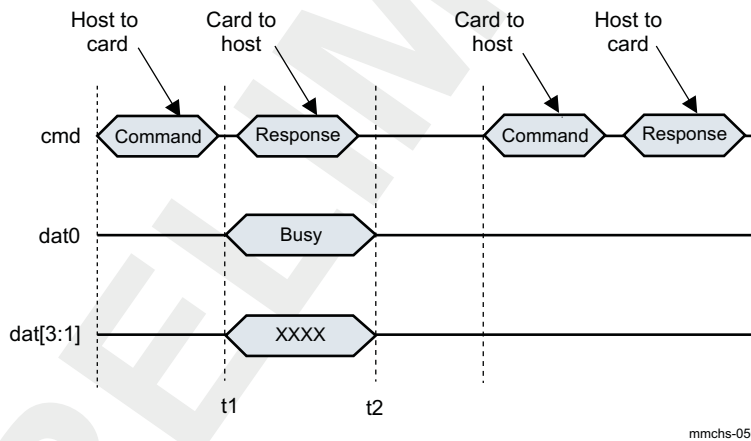 Host to
card
Card to
host
Card to
host
Host to
card
cmd
Command
Response
Command
Response
dat0
Busy
dat[3:1]
XXXX
t1
t2
mmchs-05